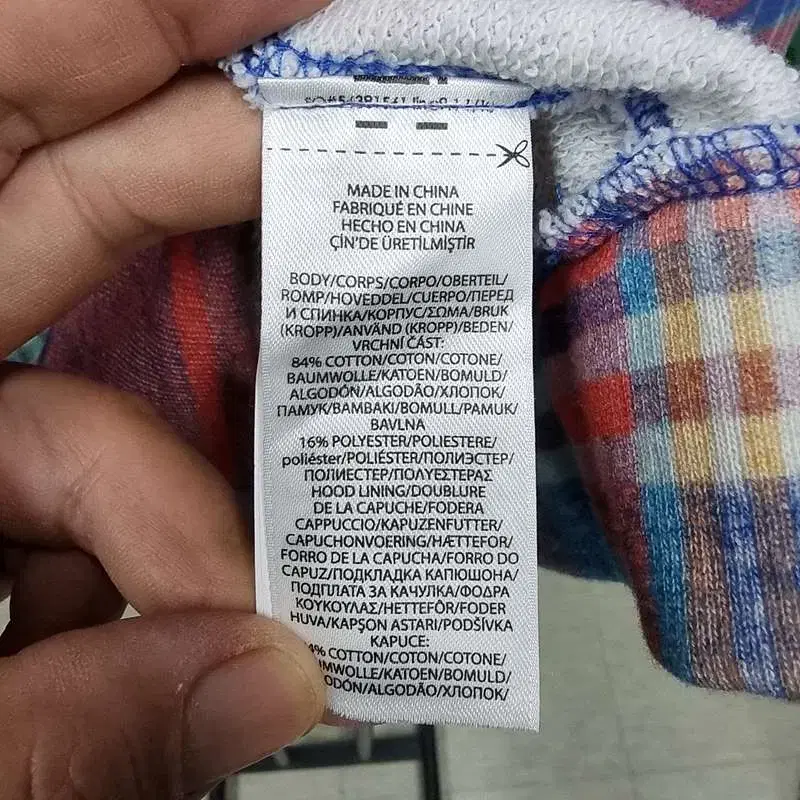 MADE IN CHINA
FABRIQUÉ EN CHINE
HECHO EN CHINA
ÇİN'DE ÜRETİLMİŞTİR
BODY/CORPS/CORPO/OBERTEIL/
ROMP/HOVEDDEL/CUERPO/ПЕРЕД
И СПИНКА/КОРПУС/ΣΩΜΑ/BRUK
(KROPP)/ANVÄND (KROPP)/BEDEN/
VRCHNÍ ČÁST:
84% COTTON/COTON/COTONE/
BAUMWOLLE/KATOEN/BOMULD/
ALGODÓN/ALGODÃO/ХЛОПОК/
ПАМУК/ΒΑΜΒΑΚΙ/BOMULL/PAMUK/
BAVLNA
16% POLYESTER/POLIESTERE/
poliéster/POLIÉSTER/ПОЛИЭСТЕР/
ПОЛИЕСТЕР/ΠΟΛΥΕΣΤΕΡΑΣ
HOOD LINING/DOUBLURE
DE LA CAPUCHE/FODERA
CAPPUCCIO/KAPUZENFUTTER/
CAPUCHONVOERING/HÆTTEFOR/
FORRO DE LA CAPUCHA/FORRO DO
CAPUZ/ПОДКЛАДКА КАПЮШОНА/
ПОДПЛАТА ЗА КАЧУЛКА/ΦΟΔΡΑ
ΚΟΥΚΟΥΛΑΣ/HETTEFÔR/FODER
HUVA/KAPŞON ASTARI/PODŠÍVKA
KAPUCE:
4% COTTON/COTON/COTONE/
MWOLLE/KATOEN/BOMULD/
ODÓN/ALGODÃO/ХЛОПОК/